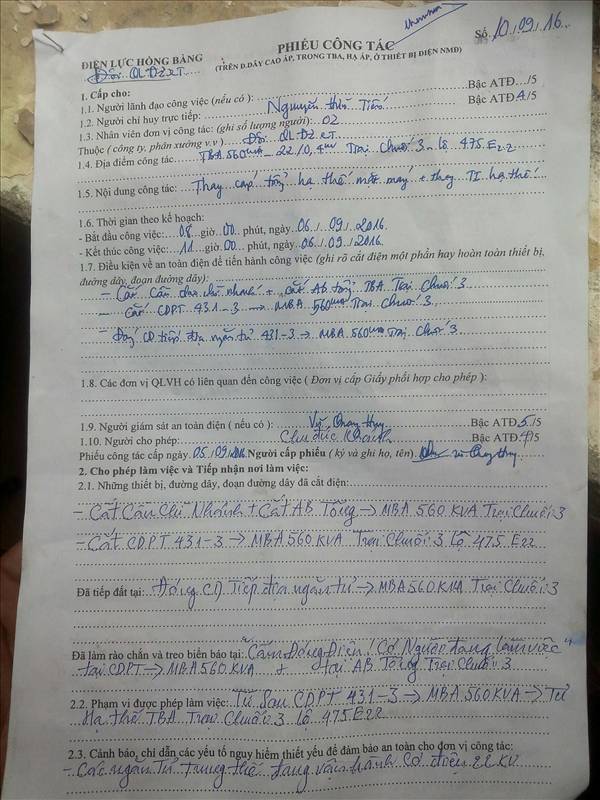 PHIẾU CÔNG TÁC
Số 10/09/16
ĐIỆN LỰC HỒNG BÀNG
Đội QLDZ&T
(TRÊN Đ.DÂY CAO ÁP, TRONG TBA, HẠ ÁP, Ở THIẾT BỊ ĐIỆN NMĐ)
1. Cấp cho:
1.1. Người lãnh đạo công việc (nếu có): Bậc ATĐ..../5
1.2. Người chỉ huy trực tiếp: Nguyễn Tiến Bậc ATĐ 4/5
1.3. Nhân viên đơn vị công tác: (ghi số lượng người): 02
Thuộc (công ty, phân xưởng v.v): Đội QLDZ&T
1.4. Địa điểm công tác: TBA 560KVA - 22/0,4KV Trại Chuối 3 - lộ 475 E2.2
1.5. Nội dung công tác: Thay cáp tổng hạ thế mặt máy + thay TI hạ thế
1.6. Thời gian theo kế hoạch:
- Bắt đầu công việc: 08 giờ 00 phút, ngày 06/09/2016
- Kết thúc công việc: 11 giờ 00 phút, ngày 06/09/2016
1.7. Điều kiện về an toàn điện để tiến hành công việc (ghi rõ cắt điện một phần hay hoàn toàn thiết bị,
đường dây, đoạn đường dây):
- Cắt Cầu chì nhánh + cắt AB tổng TBA Trại Chuối 3
- Cắt CDPT 431-3 → MBA 560KVA Trại Chuối 3
- Đóng CD tiếp địa ngăn tủ 431-3 → MBA 560KVA Trại Chuối 3
1.8. Các đơn vị QLVH có liên quan đến công việc (Đơn vị cấp Giấy phối hợp cho phép):
1.9. Người giám sát an toàn điện (nếu có): Vũ Quang Huy Bậc ATĐ 5/5
1.10. Người cho phép: Chu Đức Khánh Bậc ATĐ 4/5
Phiếu công tác cấp ngày 05/09/2016 Người cấp phiếu (ký và ghi họ, tên)
2. Cho phép làm việc và Tiếp nhận nơi làm việc:
2.1. Những thiết bị, đường dây, đoạn đường dây đã cắt điện:
- Cắt Cầu Chì Nhánh + Cắt AB Tổng → MBA 560 KVA Trại Chuối 3
- Cắt CDPT 431-3 → MBA 560 KVA Trại Chuối 3 Lộ 475 E22
Đã tiếp đất tại: Đóng CD Tiếp địa ngăn tủ → MBA 560 KVA Trại Chuối 3
Đã làm rào chắn và treo biển báo tại: "Cấm Đóng Điện! Có Người đang làm việc"
tại CDPT → MBA 560 KVA + tại AB Tổng Trại Chuối 3
2.2. Phạm vi được phép làm việc: Từ Sau CDPT 431-3 → MBA 560 KVA → Tủ
Hạ thế TBA Trại Chuối 3 Lộ 475 E22
2.3. Cảnh báo, chỉ dẫn các yếu tố nguy hiểm thiết yếu để đảm bảo an toàn cho đơn vị công tác:
- Các ngăn Tủ Trung thế đang vận hành Có điện 22 KV